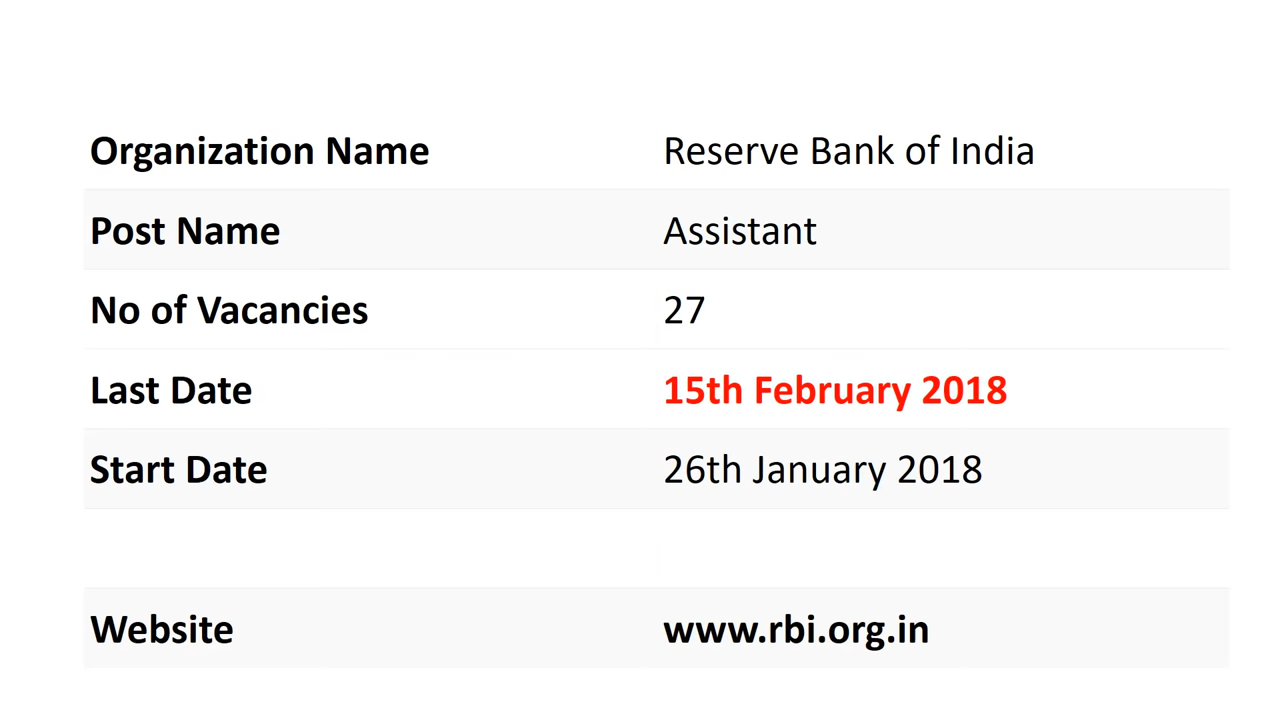 Organization Name Reserve Bank of India
Post Name Assistant
No of Vacancies 27
Last Date 15th February 2018
Start Date 26th January 2018
Website www.rbi.org.in